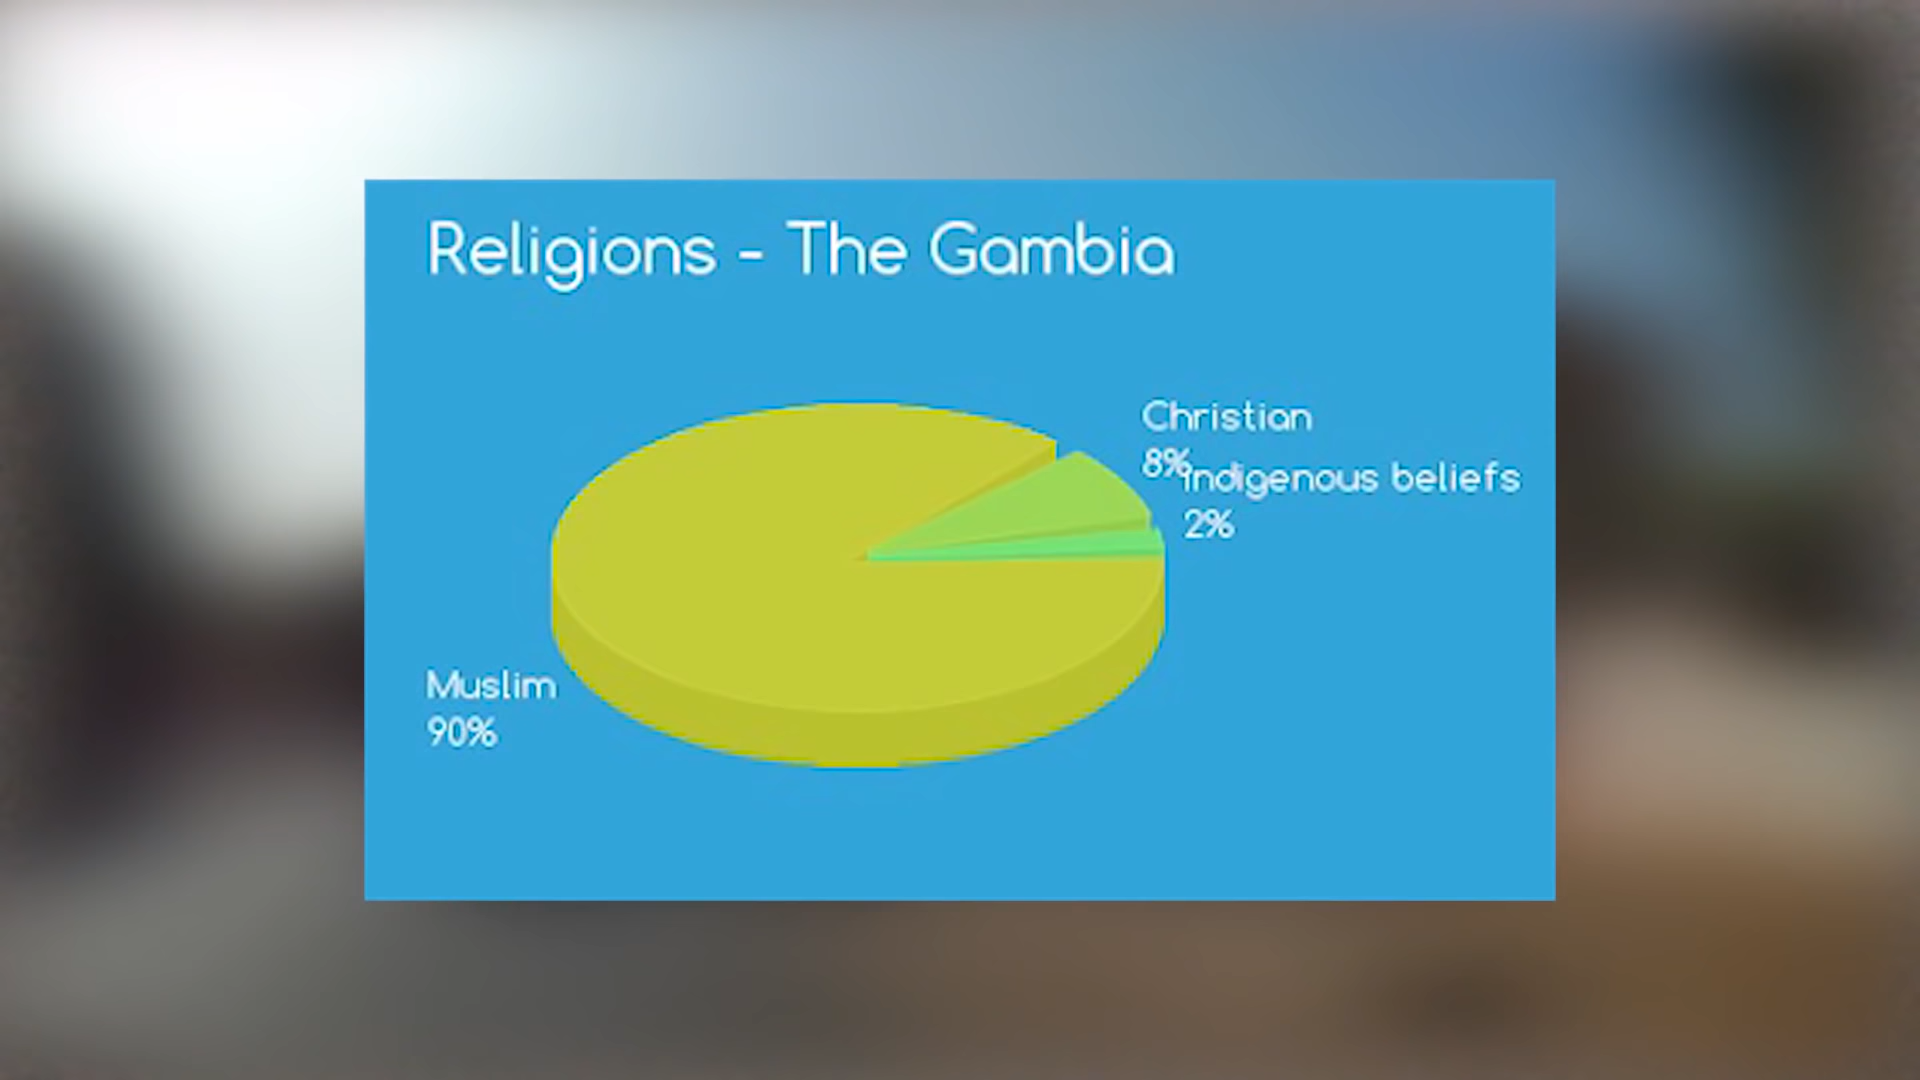 Religions - The Gambia
Christian
8%
Indigenous beliefs
2%
Muslim
90%